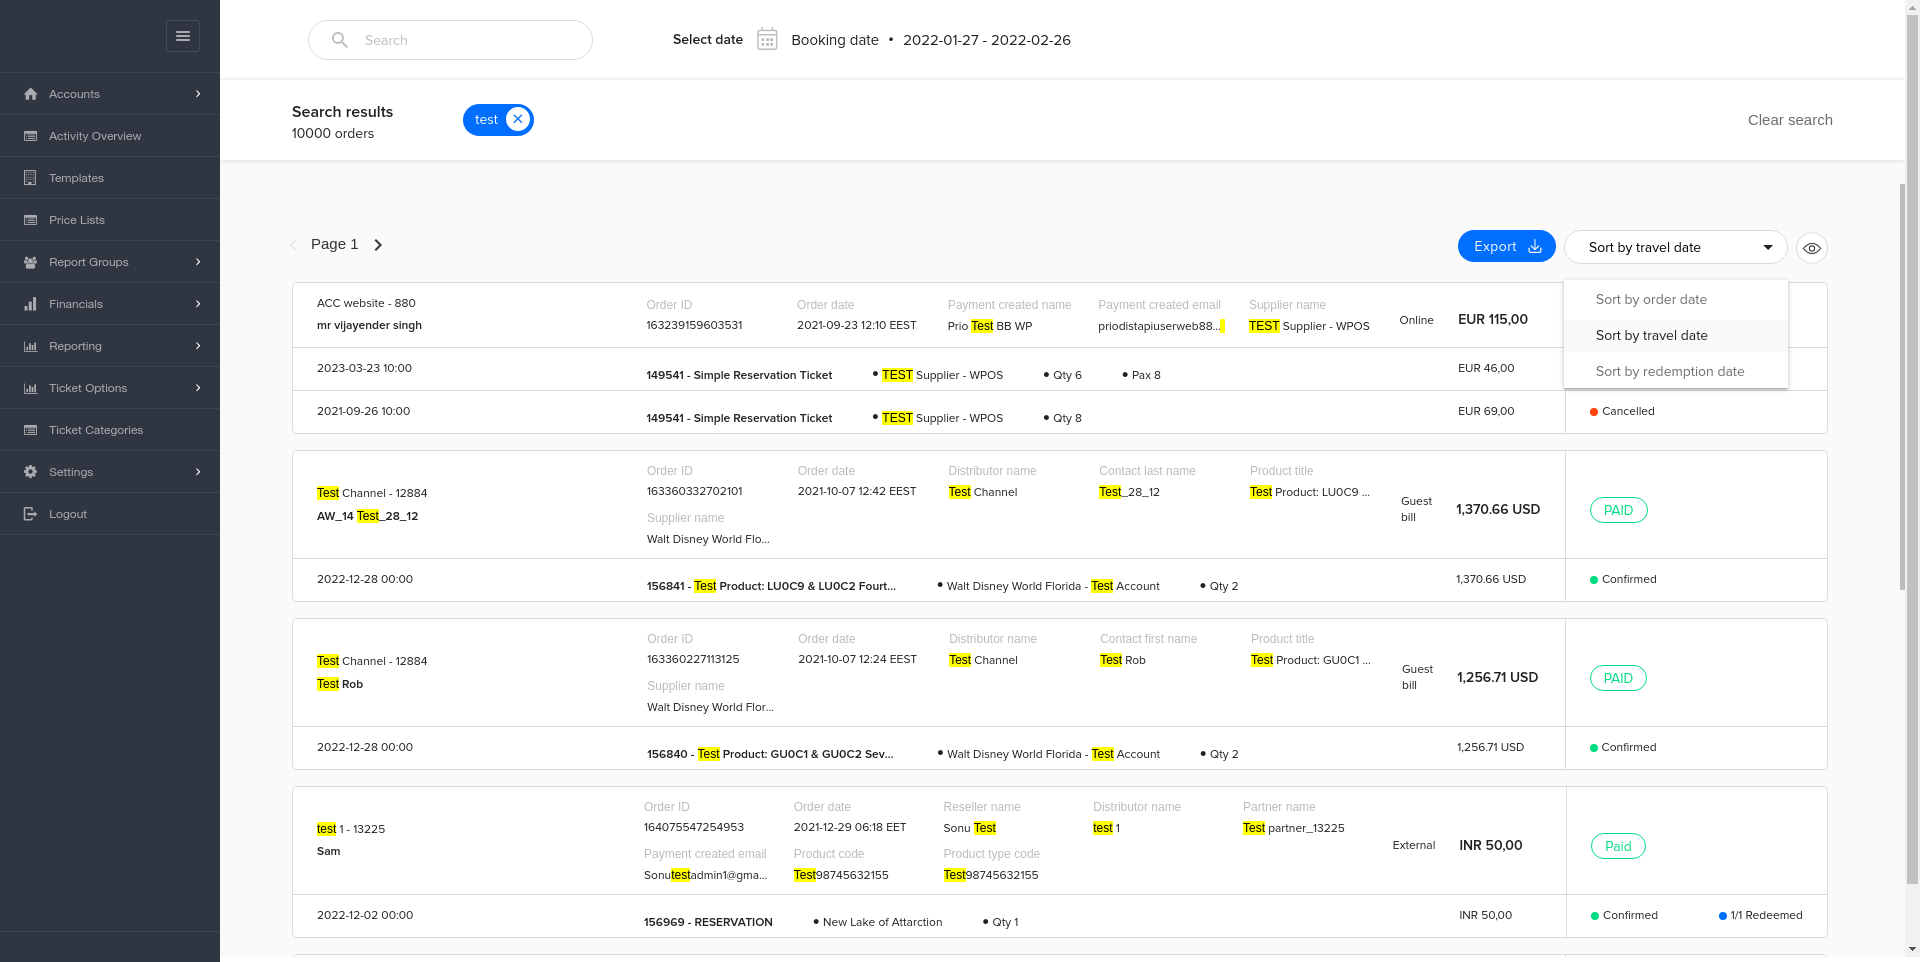 Search
Select date Booking date • 2022-01-27 - 2022-02-26
Accounts
Activity Overview
Templates
Price Lists
Report Groups
Financials
Reporting
Ticket Options
Ticket Categories
Settings
Logout
Search results
10000 orders
test
Clear search
Page 1
Export
Sort by travel date
Sort by order date
Sort by travel date
Sort by redemption date
ACC website - 880
mr vijayender singh
Order ID Order date Payment created name Payment created email Supplier name
163239159603531 2021-09-23 12:10 EEST Prio Test BB WP priodistapiuserweb88... TEST Supplier - WPOS
Online EUR 115,00
2023-03-23 10:00 149541 - Simple Reservation Ticket • TEST Supplier - WPOS • Qty 6 • Pax 8 EUR 46,00
2021-09-26 10:00 149541 - Simple Reservation Ticket • TEST Supplier - WPOS • Qty 8 EUR 69,00 Cancelled
Test Channel - 12884
AW_14 Test_28_12
Order ID Order date Distributor name Contact last name Product title
163360332702101 2021-10-07 12:42 EEST Test Channel Test_28_12 Test Product: LU0C9 ...
Supplier name
Walt Disney World Flo...
Guest
bill
1,370.66 USD PAID
2022-12-28 00:00 156841 - Test Product: LU0C9 & LU0C2 Fourt... • Walt Disney World Florida - Test Account • Qty 2 1,370.66 USD Confirmed
Test Channel - 12884
Test Rob
Order ID Order date Distributor name Contact first name Product title
163360227113125 2021-10-07 12:24 EEST Test Channel Test Rob Test Product: GU0C1 ...
Supplier name
Walt Disney World Flor...
Guest
bill
1,256.71 USD PAID
2022-12-28 00:00 156840 - Test Product: GU0C1 & GU0C2 Sev... • Walt Disney World Florida - Test Account • Qty 2 1,256.71 USD Confirmed
test 1 - 13225
Sam
Order ID Order date Reseller name Distributor name Partner name
164075547254953 2021-12-29 06:18 EET Sonu Test test 1 Test partner_13225
Payment created email Product code Product type code
Sonutestadmin1@gma... Test98745632155 Test98745632155
External INR 50,00 Paid
2022-12-02 00:00 156969 - RESERVATION • New Lake of Attarction • Qty 1 INR 50,00 Confirmed 1/1 Redeemed